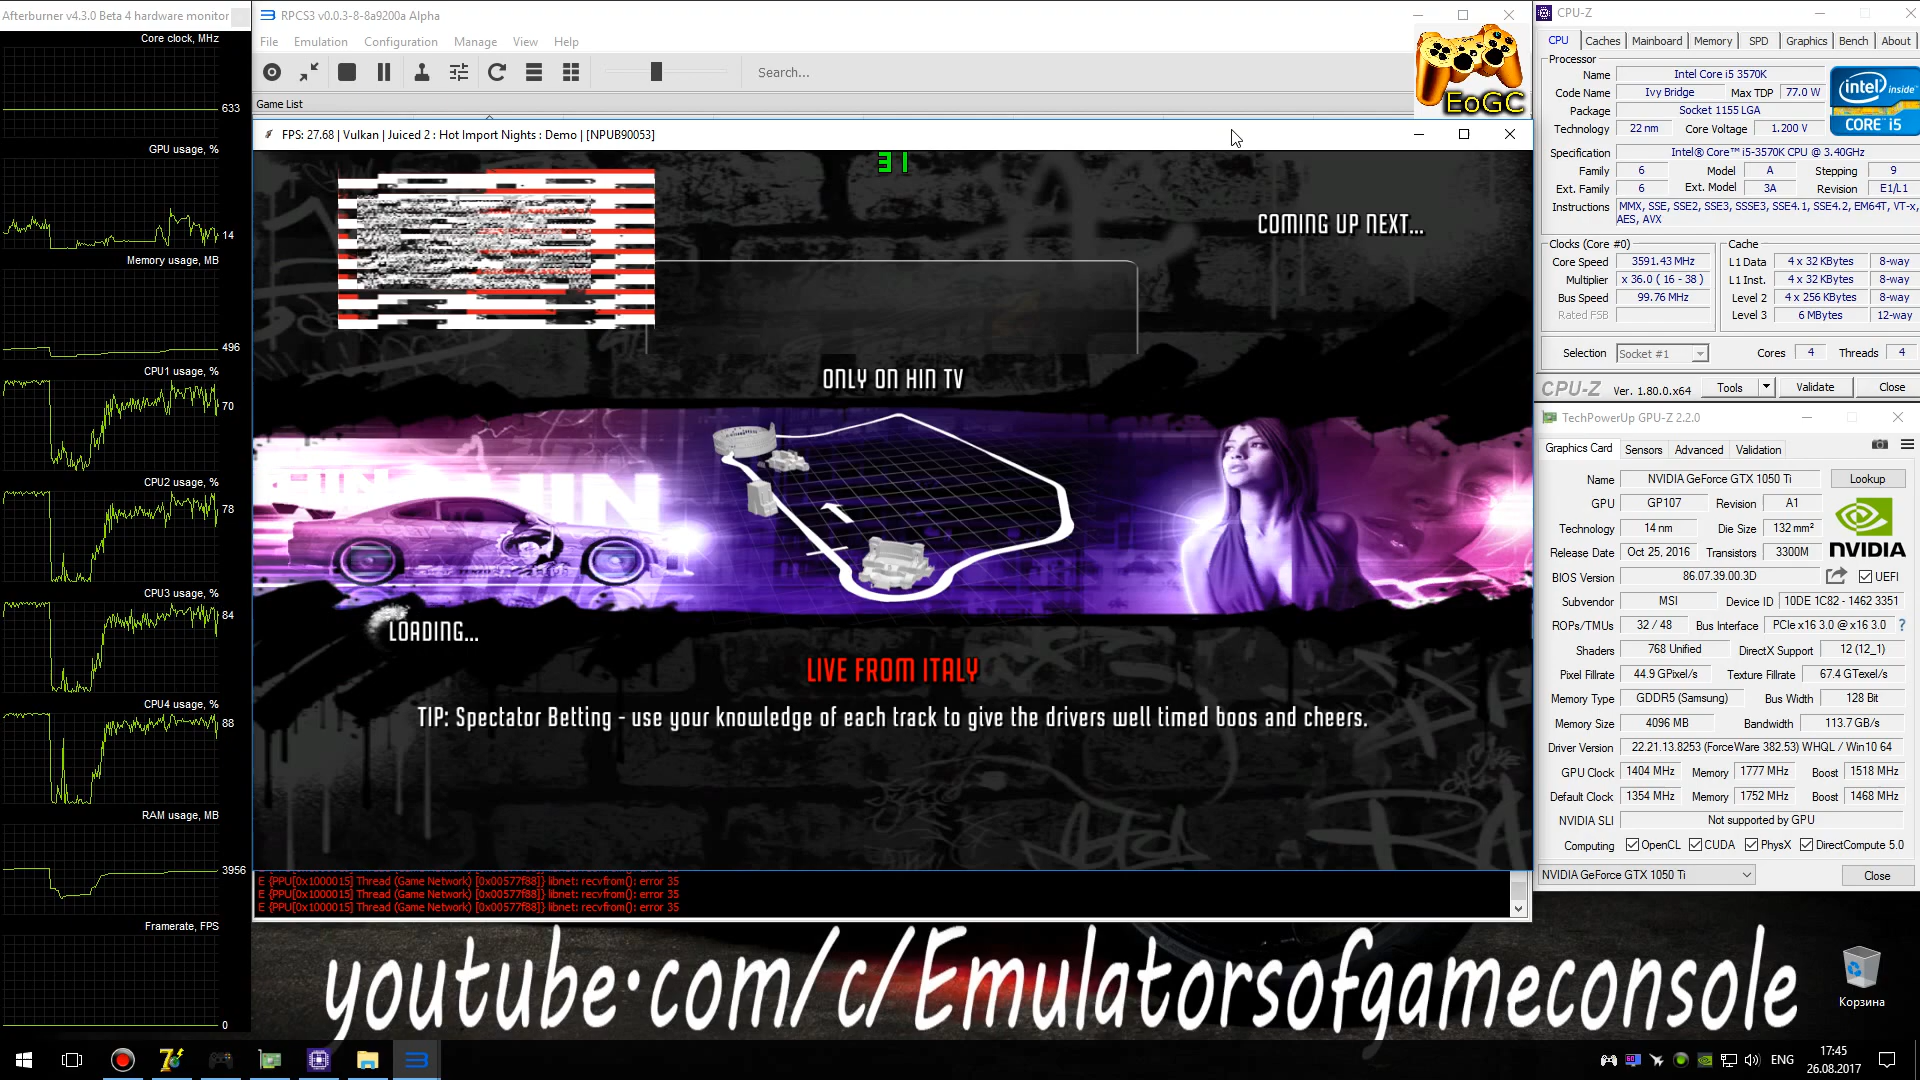 Afterburner v4.3.0 Beta 4 hardware monitor
Core clock, MHz
633
GPU usage, %
14
Memory usage, MB
496
CPU1 usage, %
70
CPU2 usage, %
78
CPU3 usage, %
84
CPU4 usage, %
88
RAM usage, MB
3956
Framerate, FPS
0
RPCS3 v0.0.3-8-8a9200a Alpha
File Emulation Configuration Manage View Help
Search...
EoGC
Game List
FPS: 27.68 | Vulkan | Juiced 2 : Hot Import Nights : Demo | [NPUB90053]
31
COMING UP NEXT...
ONLY ON HIN TV
HIN
LOADING...
LIVE FROM ITALY
TIP: Spectator Betting - use your knowledge of each track to give the drivers well timed boos and cheers.
E {PPU[0x1000015] Thread (Game Network) [0x00577f88]} libnet: recvfrom(): error 35
E {PPU[0x1000015] Thread (Game Network) [0x00577f88]} libnet: recvfrom(): error 35
E {PPU[0x1000015] Thread (Game Network) [0x00577f88]} libnet: recvfrom(): error 35
CPU-Z
CPU Caches Mainboard Memory SPD Graphics Bench About
Processor
Name Intel Core i5 3570K
Code Name Ivy Bridge Max TDP 77.0 W
Package Socket 1155 LGA
Technology 22 nm Core Voltage 1.200 V
intel inside™
CORE i5
Specification Intel® Core™ i5-3570K CPU @ 3.40GHz
Family 6 Model A Stepping 9
Ext. Family 6 Ext. Model 3A Revision E1/L1
Instructions MMX, SSE, SSE2, SSE3, SSSE3, SSE4.1, SSE4.2, EM64T, VT-x,
AES, AVX
Clocks (Core #0) Cache
Core Speed 3591.43 MHz L1 Data 4 x 32 KBytes 8-way
Multiplier x 36.0 ( 16 - 38 ) L1 Inst. 4 x 32 KBytes 8-way
Bus Speed 99.76 MHz Level 2 4 x 256 KBytes 8-way
Rated FSB Level 3 6 MBytes 12-way
Selection Socket #1 Cores 4 Threads 4
CPU-Z Ver. 1.80.0.x64 Tools Validate Close
TechPowerUp GPU-Z 2.2.0
Graphics Card Sensors Advanced Validation
Name NVIDIA GeForce GTX 1050 Ti Lookup
GPU GP107 Revision A1
Technology 14 nm Die Size 132 mm²
Release Date Oct 25, 2016 Transistors 3300M
NVIDIA
BIOS Version 86.07.39.00.3D UEFI
Subvendor MSI Device ID 10DE 1C82 - 1462 3351
ROPs/TMUs 32 / 48 Bus Interface PCIe x16 3.0 @ x16 3.0 ?
Shaders 768 Unified DirectX Support 12 (12_1)
Pixel Fillrate 44.9 GPixel/s Texture Fillrate 67.4 GTexel/s
Memory Type GDDR5 (Samsung) Bus Width 128 Bit
Memory Size 4096 MB Bandwidth 113.7 GB/s
Driver Version 22.21.13.8253 (ForceWare 382.53) WHQL / Win10 64
GPU Clock 1404 MHz Memory 1777 MHz Boost 1518 MHz
Default Clock 1354 MHz Memory 1752 MHz Boost 1468 MHz
NVIDIA SLI Not supported by GPU
Computing OpenCL CUDA PhysX DirectCompute 5.0
NVIDIA GeForce GTX 1050 Ti Close
youtube.com/c/Emulatorsofgameconsole
Корзина
ENG
17:45
26.08.2017